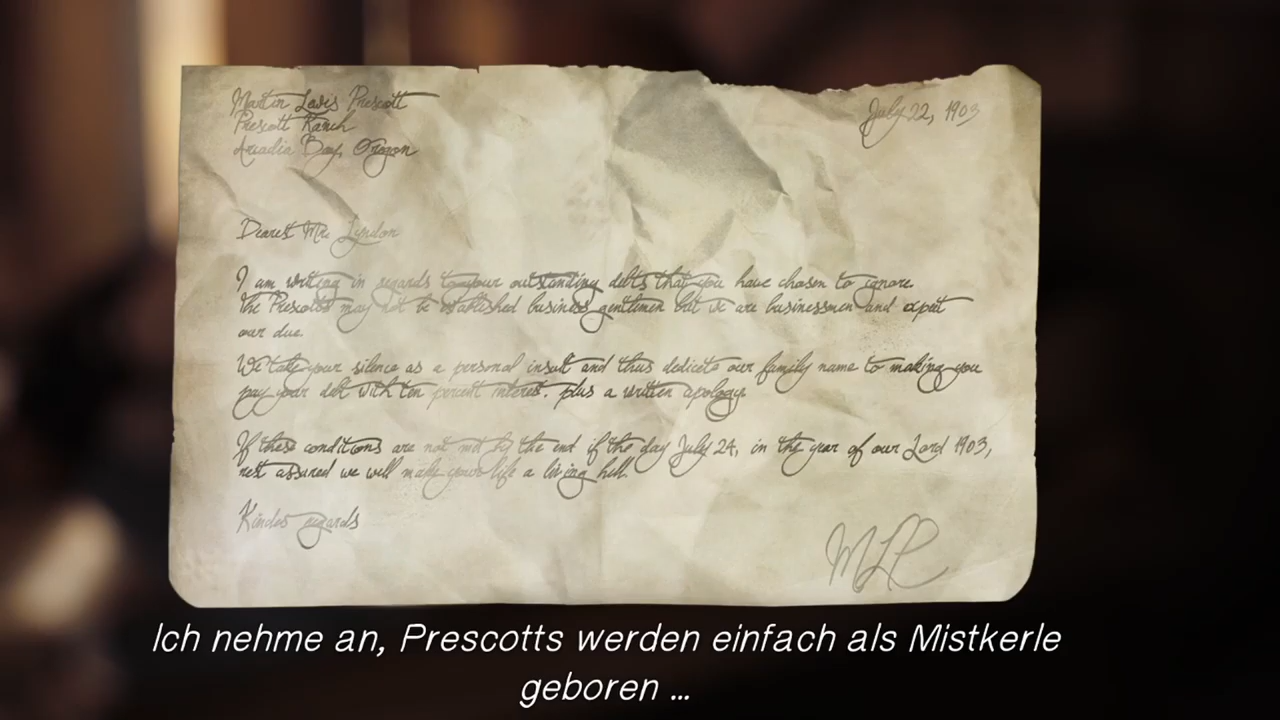 Martin Lewis Prescott
Prescott Ranch
Arcadia Bay, Oregon
July 22, 1903
Dearest Mr. Lyndon
I am writing in regards to your outstanding debts that you have chosen to ignore.
The Prescotts may not be established business gentlemen but we are businessmen and expect
our due.
We take your silence as a personal insult and thus dedicate our family name to making you
pay your debt with ten percent interest. plus a written apology.
If these conditions are not met by the end if the day July 24, in the year of our Lord 1903,
rest assured we will make your life a living hell.
Kindes regards
MLP
Ich nehme an, Prescotts werden einfach als Mistkerle
geboren ...